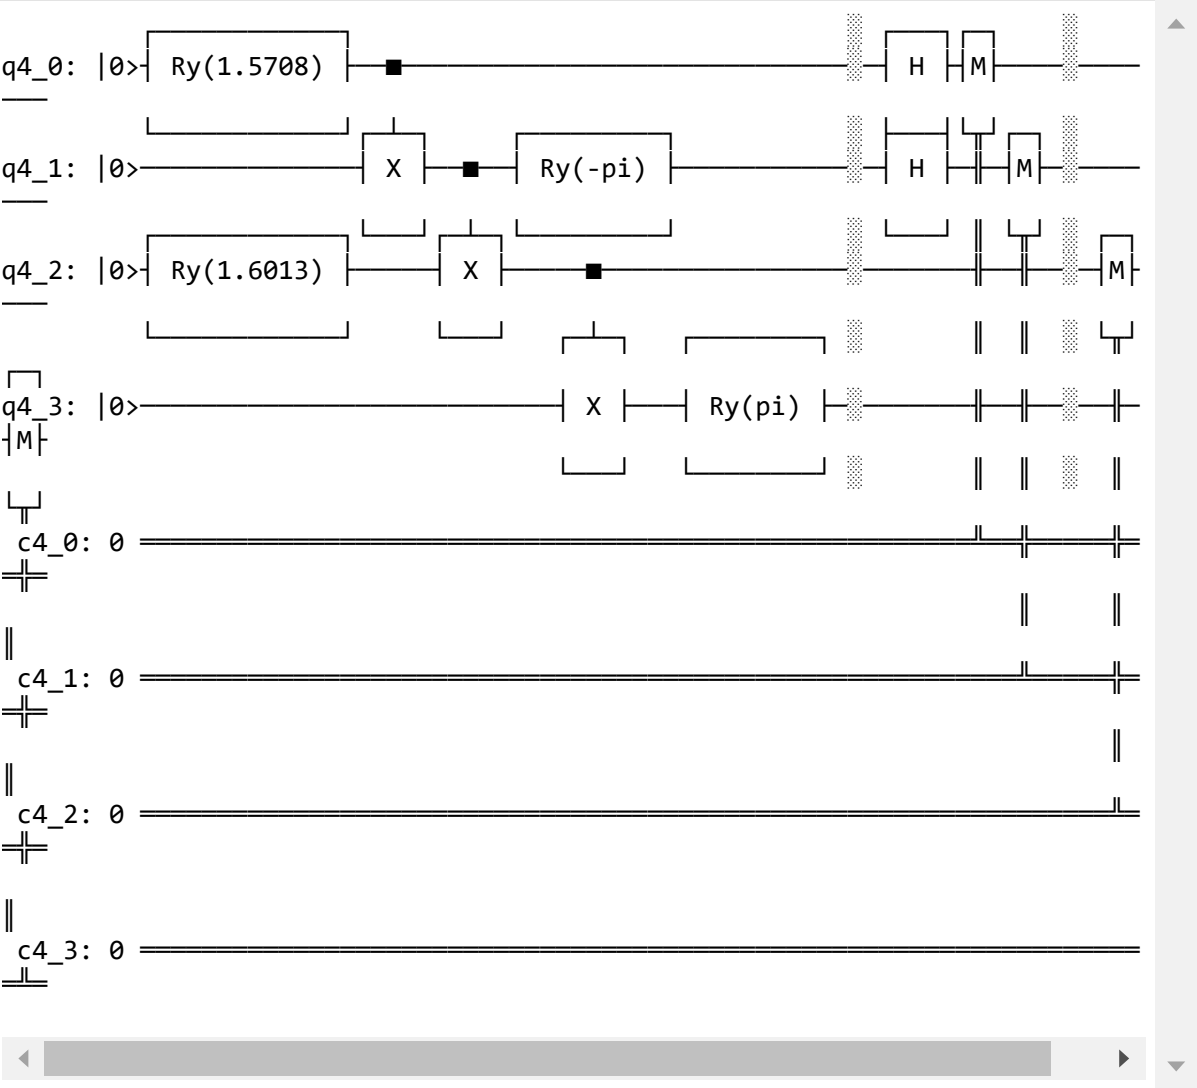 q4_0: |0> Ry(1.5708) ■ H M
q4_1: |0> X ■ Ry(-pi) H M
q4_2: |0> Ry(1.6013) X ■ M
q4_3: |0> X Ry(pi)
M
c4_0: 0
c4_1: 0
c4_2: 0
c4_3: 0